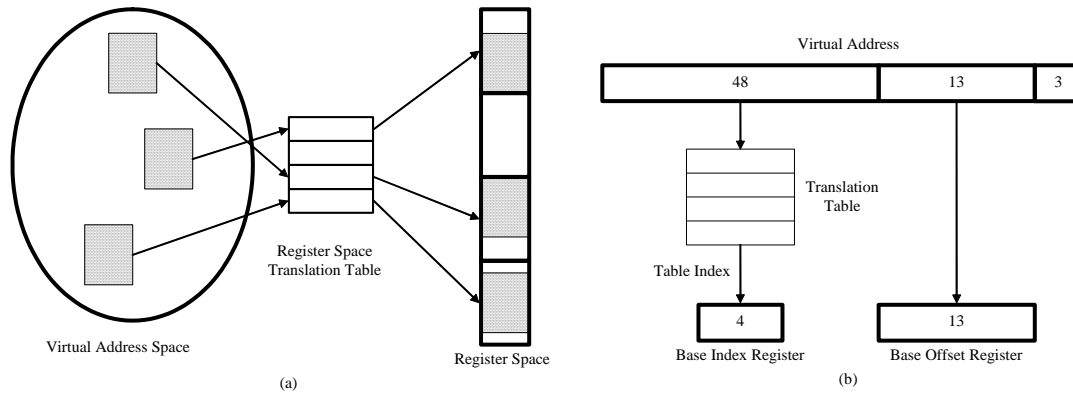 Register Space
Translation Table
Virtual Address Space
Register Space
(a)
Virtual Address
48 13 3
Translation
Table
Table Index
4 13
Base Index Register Base Offset Register
(b)